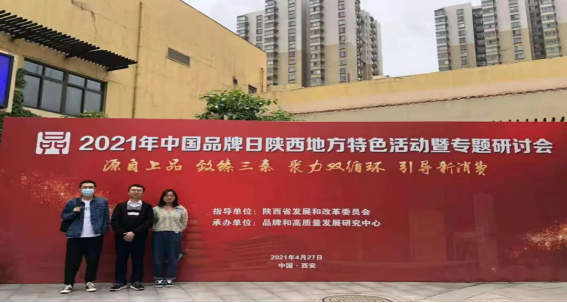 2021年中国品牌日陕西地方特色活动暨专题研讨会
源自上品 致臻三秦 聚力双循环 引导新消费
指导单位：陕西省发展和改革委员会
承办单位：品牌和高质量发展研究中心
2021年4月27日
中国·西安